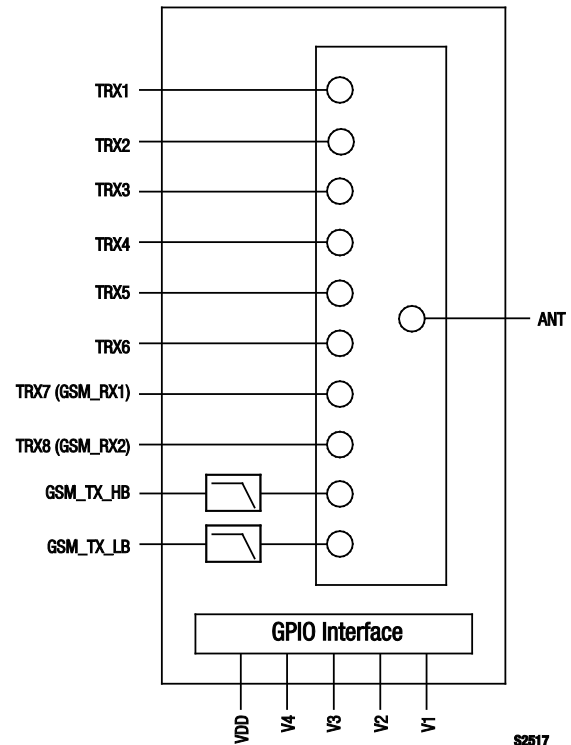 TRX1
TRX2
TRX3
TRX4
TRX5
ANT
TRX6
TRX7 (GSM_RX1)
TRX8 (GSM_RX2)
GSM_TX_HB
GSM_TX_LB
GPIO Interface
VDD
V4
V3
V2
V1
S2517